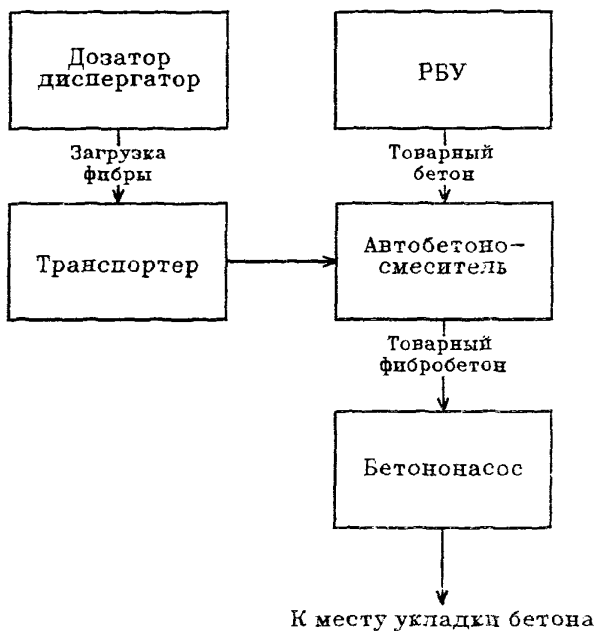 Дозатор
диспергатор
РБУ
Загрузка
фибры
Товарный
бетон
Транспортер
Автобетоно-
смеситель
Товарный
фибробетон
Бетононасос
К месту укладки бетона